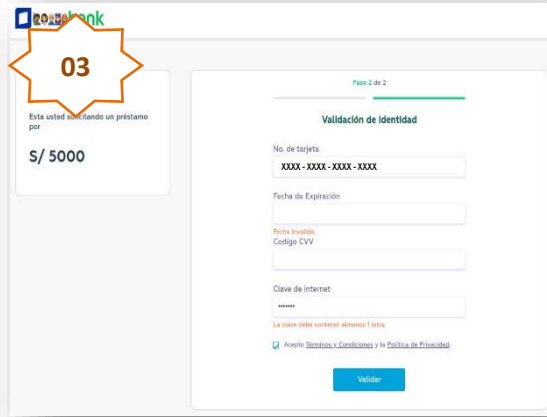 03
Esta usted solicitando un préstamo
por
S/ 5000
Paso 2 de 2
Validación de Identidad
No. de tarjeta
XXXX - XXXX - XXXX - XXXX
Fecha de Expiración
Fecha Invalida.
Codigo CVV
Clave de internet
•••••••
La clave debe contener almenos 1 letra
Acepto Términos y Condiciones y la Política de Privacidad.
Validar